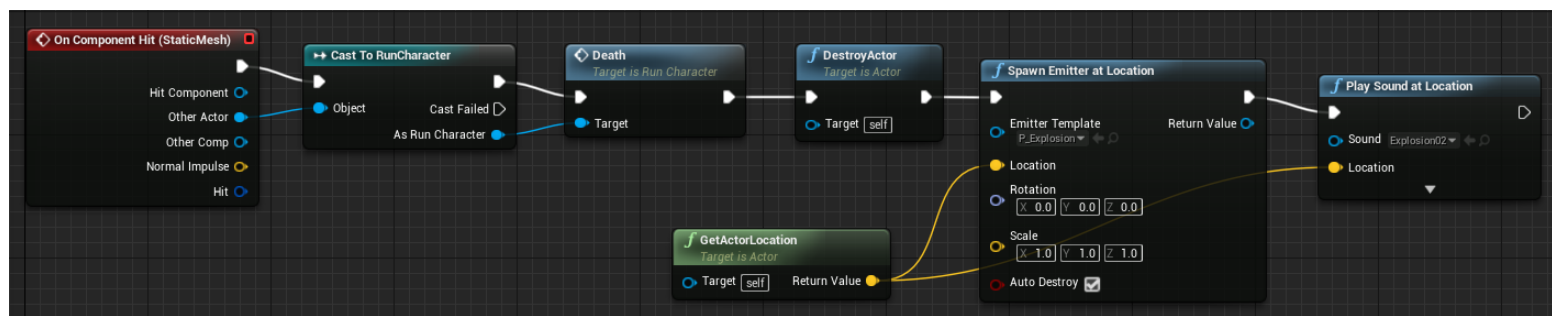 On Component Hit (StaticMesh)
Hit Component
Other Actor
Other Comp
Normal Impulse
Hit
Cast To RunCharacter
Object
Cast Failed
As Run Character
Death
Target is Run Character
Target
f DestroyActor
Target is Actor
Target self
f Spawn Emitter at Location
Emitter Template
P_Explosion
Return Value
Location
Rotation
X 0.0 Y 0.0 Z 0.0
Scale
X 1.0 Y 1.0 Z 1.0
Auto Destroy
f Play Sound at Location
Sound Explosion02
Location
f GetActorLocation
Target is Actor
Target self Return Value